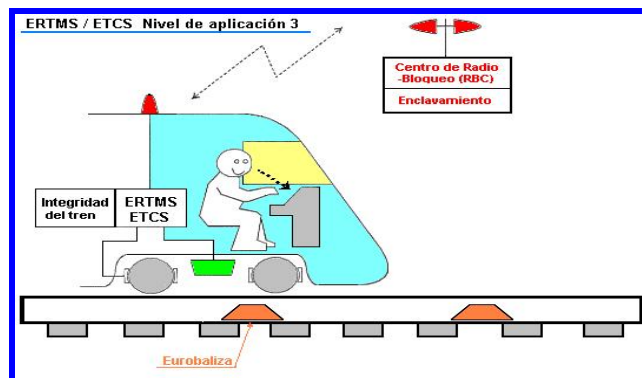 ERTMS / ETCS Nivel de aplicación 3
Centro de Radio
-Bloqueo (RBC)
Enclavamiento
Integridad
del tren
ERTMS
ETCS
Eurobaliza